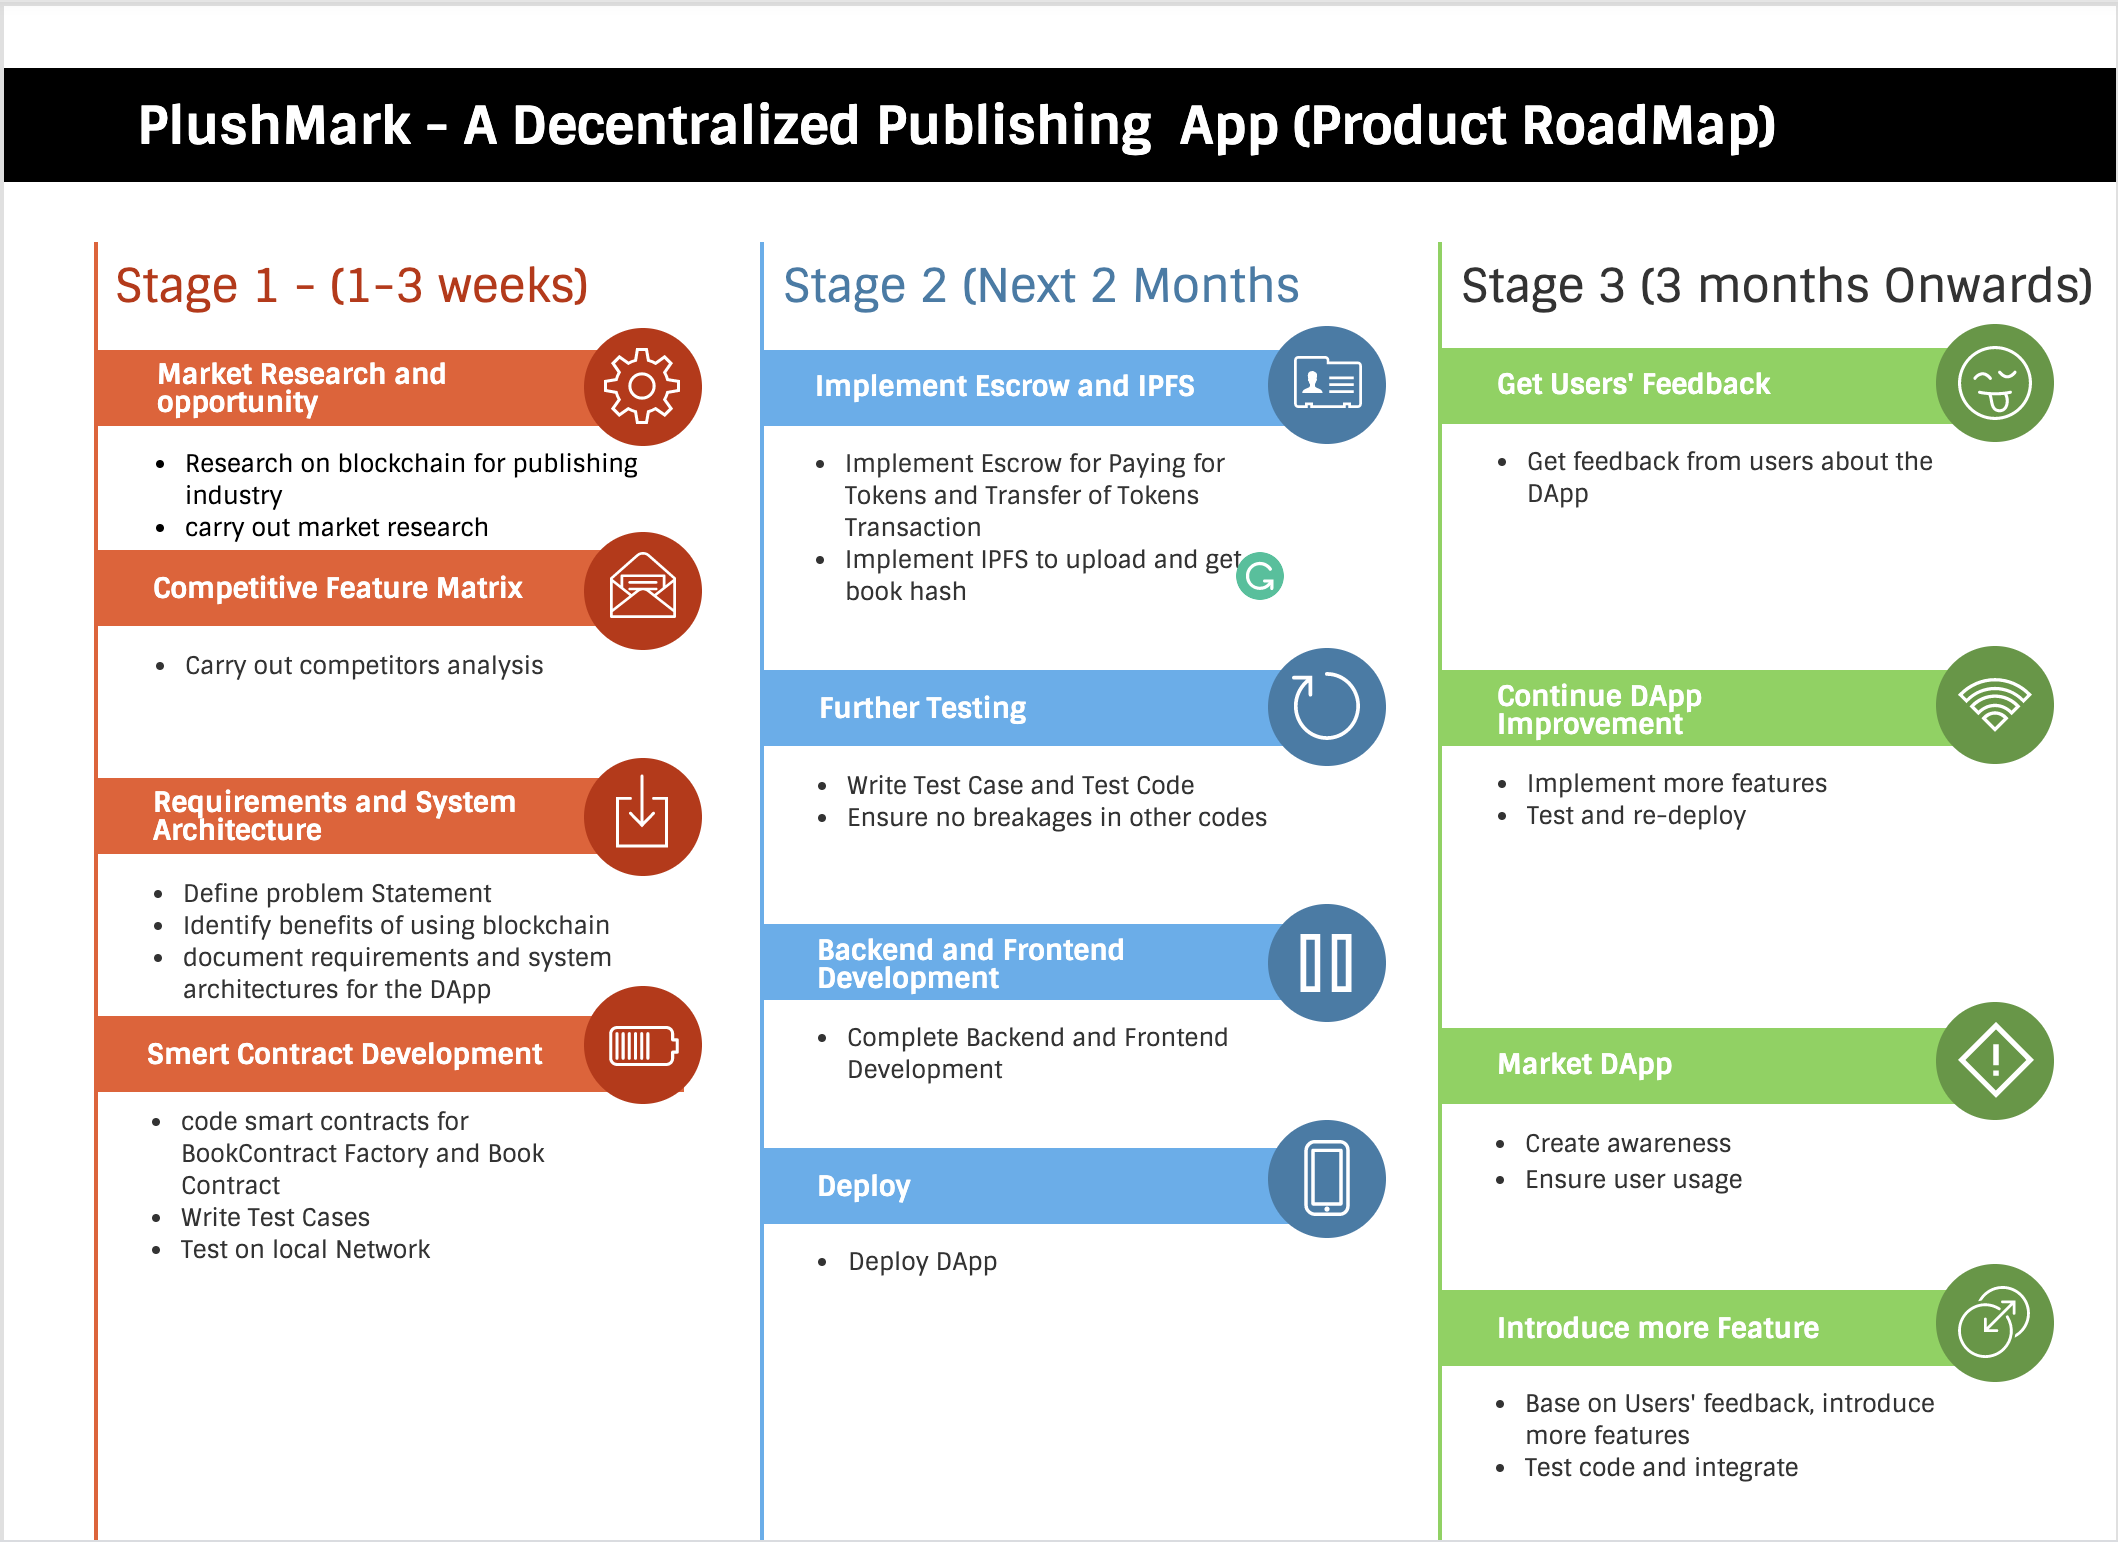 PlushMark - A Decentralized Publishing App (Product RoadMap)
Stage 1 - (1-3 weeks)
Market Research and
opportunity
• Research on blockchain for publishing
industry
• carry out market research
Competitive Feature Matrix
• Carry out competitors analysis
Requirements and System
Architecture
• Define problem Statement
• Identify benefits of using blockchain
• document requirements and system
architectures for the DApp
Smert Contract Development
• code smart contracts for
BookContract Factory and Book
Contract
• Write Test Cases
• Test on local Network
Stage 2 (Next 2 Months
Implement Escrow and IPFS
• Implement Escrow for Paying for
Tokens and Transfer of Tokens
Transaction
• Implement IPFS to upload and get
book hash
Further Testing
• Write Test Case and Test Code
• Ensure no breakages in other codes
Backend and Frontend
Development
• Complete Backend and Frontend
Development
Deploy
• Deploy DApp
Stage 3 (3 months Onwards)
Get Users' Feedback
• Get feedback from users about the
DApp
Continue DApp
Improvement
• Implement more features
• Test and re-deploy
Market DApp
• Create awareness
• Ensure user usage
Introduce more Feature
• Base on Users' feedback, introduce
more features
• Test code and integrate